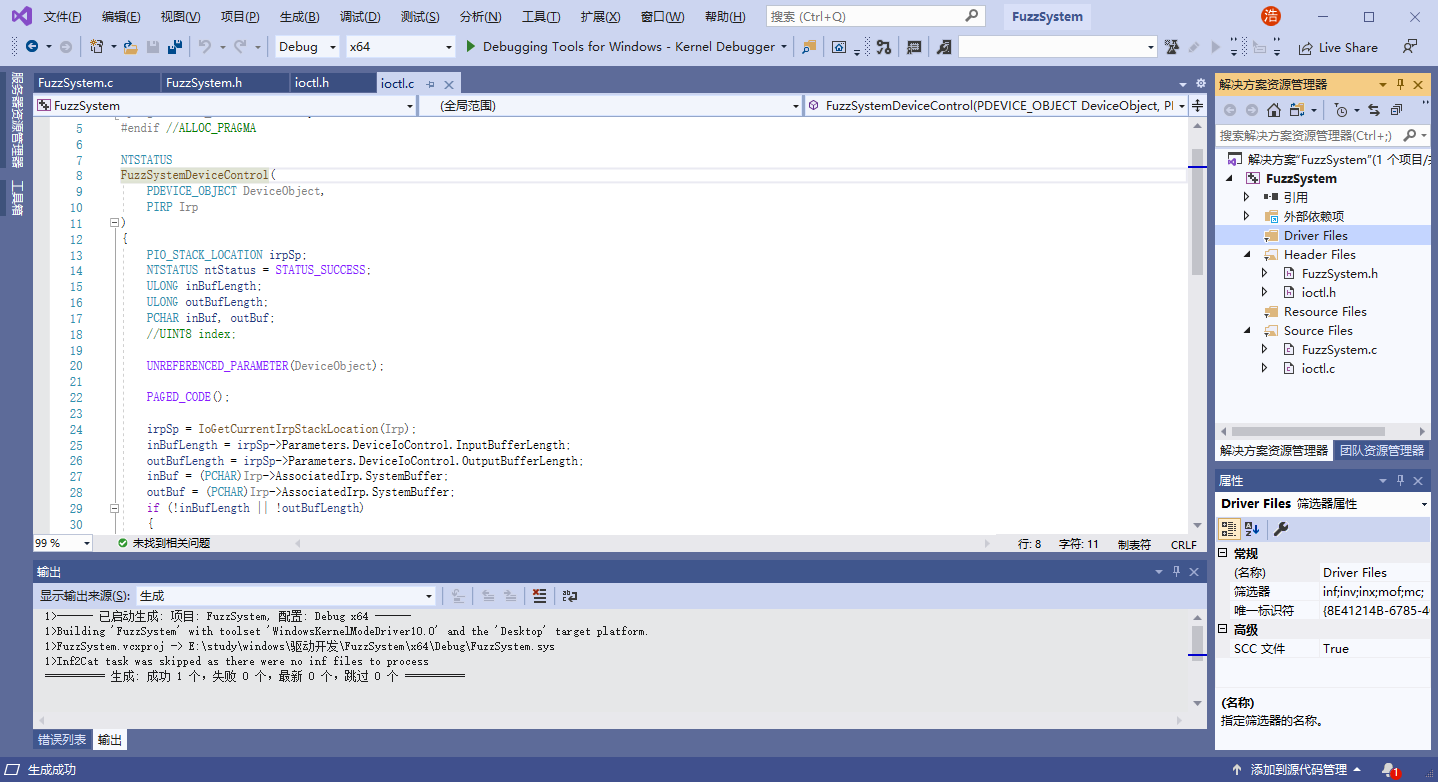 文件(F) 编辑(E) 视图(V) 项目(P) 生成(B) 调试(D) 测试(S) 分析(N) 工具(T) 扩展(X) 窗口(W) 帮助(H) 搜索 (Ctrl+Q) FuzzSystem 浩
Debug x64 Debugging Tools for Windows - Kernel Debugger Live Share
服务器资源管理器
工具箱
FuzzSystem.c FuzzSystem.h ioctl.h ioctl.c
FuzzSystem (全局范围) FuzzSystemDeviceControl(PDEVICE_OBJECT DeviceObject, PI
5 #endif //ALLOC_PRAGMA
6
7 NTSTATUS
8 FuzzSystemDeviceControl(
9 PDEVICE_OBJECT DeviceObject,
10 PIRP Irp
11 )
12 {
13 PIO_STACK_LOCATION irpSp;
14 NTSTATUS ntStatus = STATUS_SUCCESS;
15 ULONG inBufLength;
16 ULONG outBufLength;
17 PCHAR inBuf, outBuf;
18 //UINT8 index;
19
20 UNREFERENCED_PARAMETER(DeviceObject);
21
22 PAGED_CODE();
23
24 irpSp = IoGetCurrentIrpStackLocation(Irp);
25 inBufLength = irpSp->Parameters.DeviceIoControl.InputBufferLength;
26 outBufLength = irpSp->Parameters.DeviceIoControl.OutputBufferLength;
27 inBuf = (PCHAR)Irp->AssociatedIrp.SystemBuffer;
28 outBuf = (PCHAR)Irp->AssociatedIrp.SystemBuffer;
29 if (!inBufLength || !outBufLength)
30 {
99 % 未找到相关问题 行: 8 字符: 11 制表符 CRLF
输出
显示输出来源(S): 生成
1>------ 已启动生成: 项目: FuzzSystem, 配置: Debug x64 ------
1>Building 'FuzzSystem' with toolset 'WindowsKernelModeDriver10.0' and the 'Desktop' target platform.
1>FuzzSystem.vcxproj -> E:\study\windows\驱动开发\FuzzSystem\x64\Debug\FuzzSystem.sys
1>Inf2Cat task was skipped as there were no inf files to process
========== 生成: 成功 1 个，失败 0 个，最新 0 个，跳过 0 个 ==========
错误列表 输出
解决方案资源管理器
搜索解决方案资源管理器(Ctrl+;)
解决方案"FuzzSystem"(1 个项目/共
FuzzSystem
引用
外部依赖项
Driver Files
Header Files
FuzzSystem.h
ioctl.h
Resource Files
Source Files
FuzzSystem.c
ioctl.c
解决方案资源管理器 团队资源管理器
属性
Driver Files 筛选器属性
常规
(名称) Driver Files
筛选器 inf;inv;inx;mof;mc;
唯一标识符 {8E41214B-6785-4
高级
SCC 文件 True
(名称)
指定筛选器的名称。
生成成功 添加到源代码管理 1